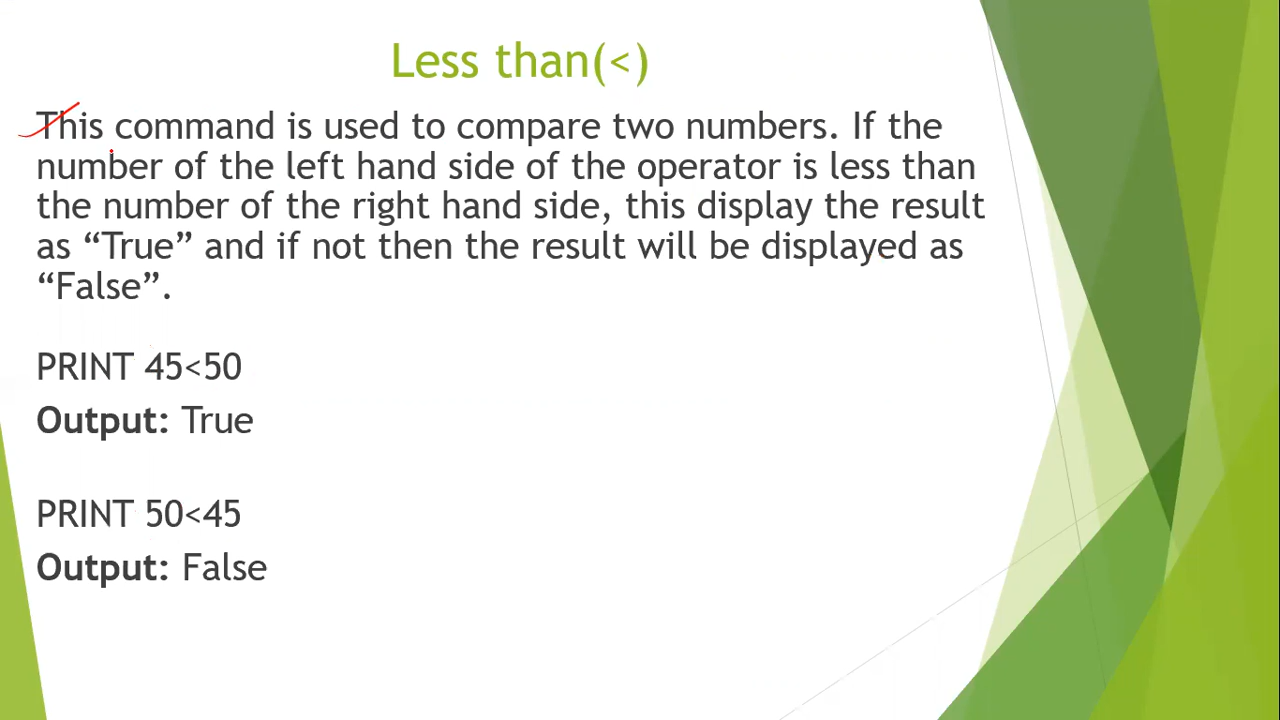 Less than(<)
This command is used to compare two numbers. If the
number of the left hand side of the operator is less than
the number of the right hand side, this display the result
as “True” and if not then the result will be displayed as
“False”.
PRINT 45<50
Output: True
PRINT 50<45
Output: False